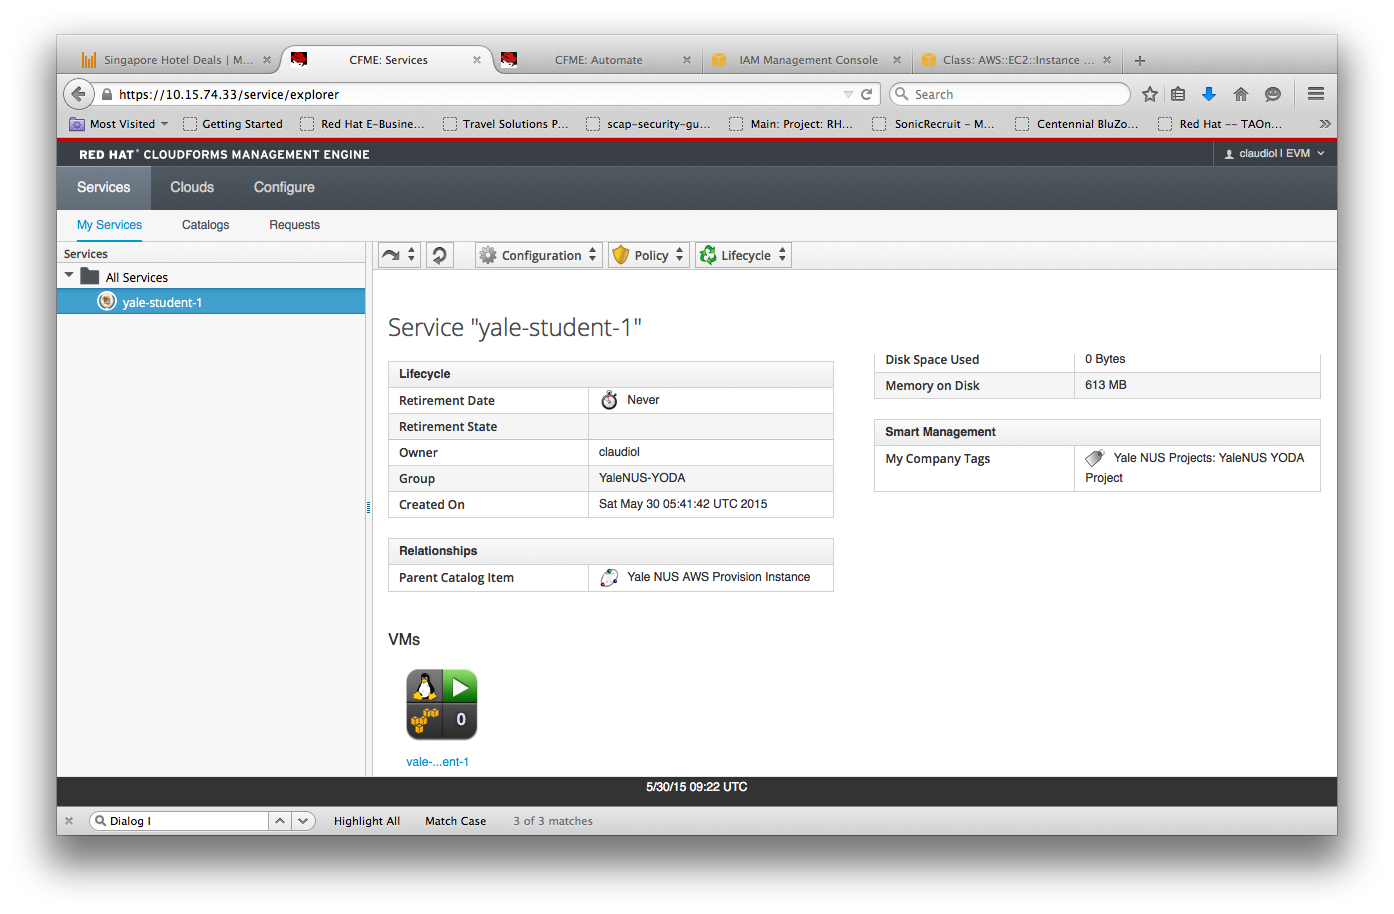 Singapore Hotel Deals | M...
CFME: Services
CFME: Automate
IAM Management Console
Class: AWS::EC2::Instance ...
https://10.15.74.33/service/explorer
Search
Most Visited
Getting Started
Red Hat E-Busine...
Travel Solutions P...
scap-security-gu...
Main: Project: RH...
SonicRecruit - M...
Centennial BluZo...
Red Hat -- TAOn...
RED HAT® CLOUDFORMS MANAGEMENT ENGINE
claudiol | EVM
Services
Clouds
Configure
My Services
Catalogs
Requests
Services
All Services
yale-student-1
Configuration
Policy
Lifecycle
Service "yale-student-1"
Lifecycle
Retirement Date Never
Retirement State
Owner claudiol
Group YaleNUS-YODA
Created On Sat May 30 05:41:42 UTC 2015
Relationships
Parent Catalog Item Yale NUS AWS Provision Instance
VMs
0
yale-...ent-1
Disk Space Used 0 Bytes
Memory on Disk 613 MB
Smart Management
My Company Tags Yale NUS Projects: YaleNUS YODA
Project
5/30/15 09:22 UTC
Dialog I
Highlight All
Match Case
3 of 3 matches